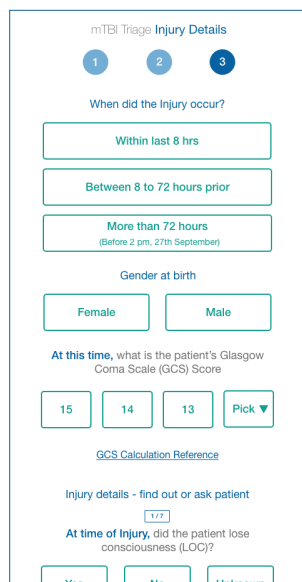 mTBI Triage Injury Details
1 2 3
When did the Injury occur?
Within last 8 hrs
Between 8 to 72 hours prior
More than 72 hours
(Before 2 pm, 27th September)
Gender at birth
Female Male
At this time, what is the patient's Glasgow
Coma Scale (GCS) Score
15 14 13 Pick ▼
GCS Calculation Reference
Injury details - find out or ask patient
1 / 7
At time of Injury, did the patient lose
consciousness (LOC)?
Yes No Unknown